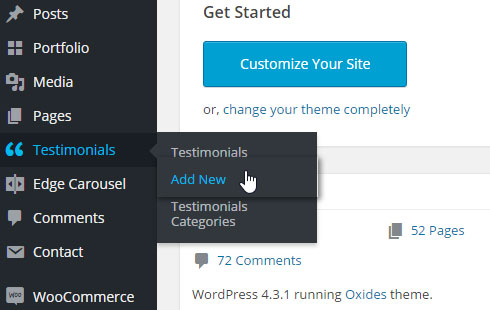 Posts
Portfolio
Media
Pages
Testimonials
Edge Carousel
Comments
Contact
WOO
WooCommerce
Testimonials
Add New
Testimonials
Categories
Get Started
Customize Your Site
or, change your theme completely
52 Pages
72 Comments
WordPress 4.3.1 running Oxides theme.